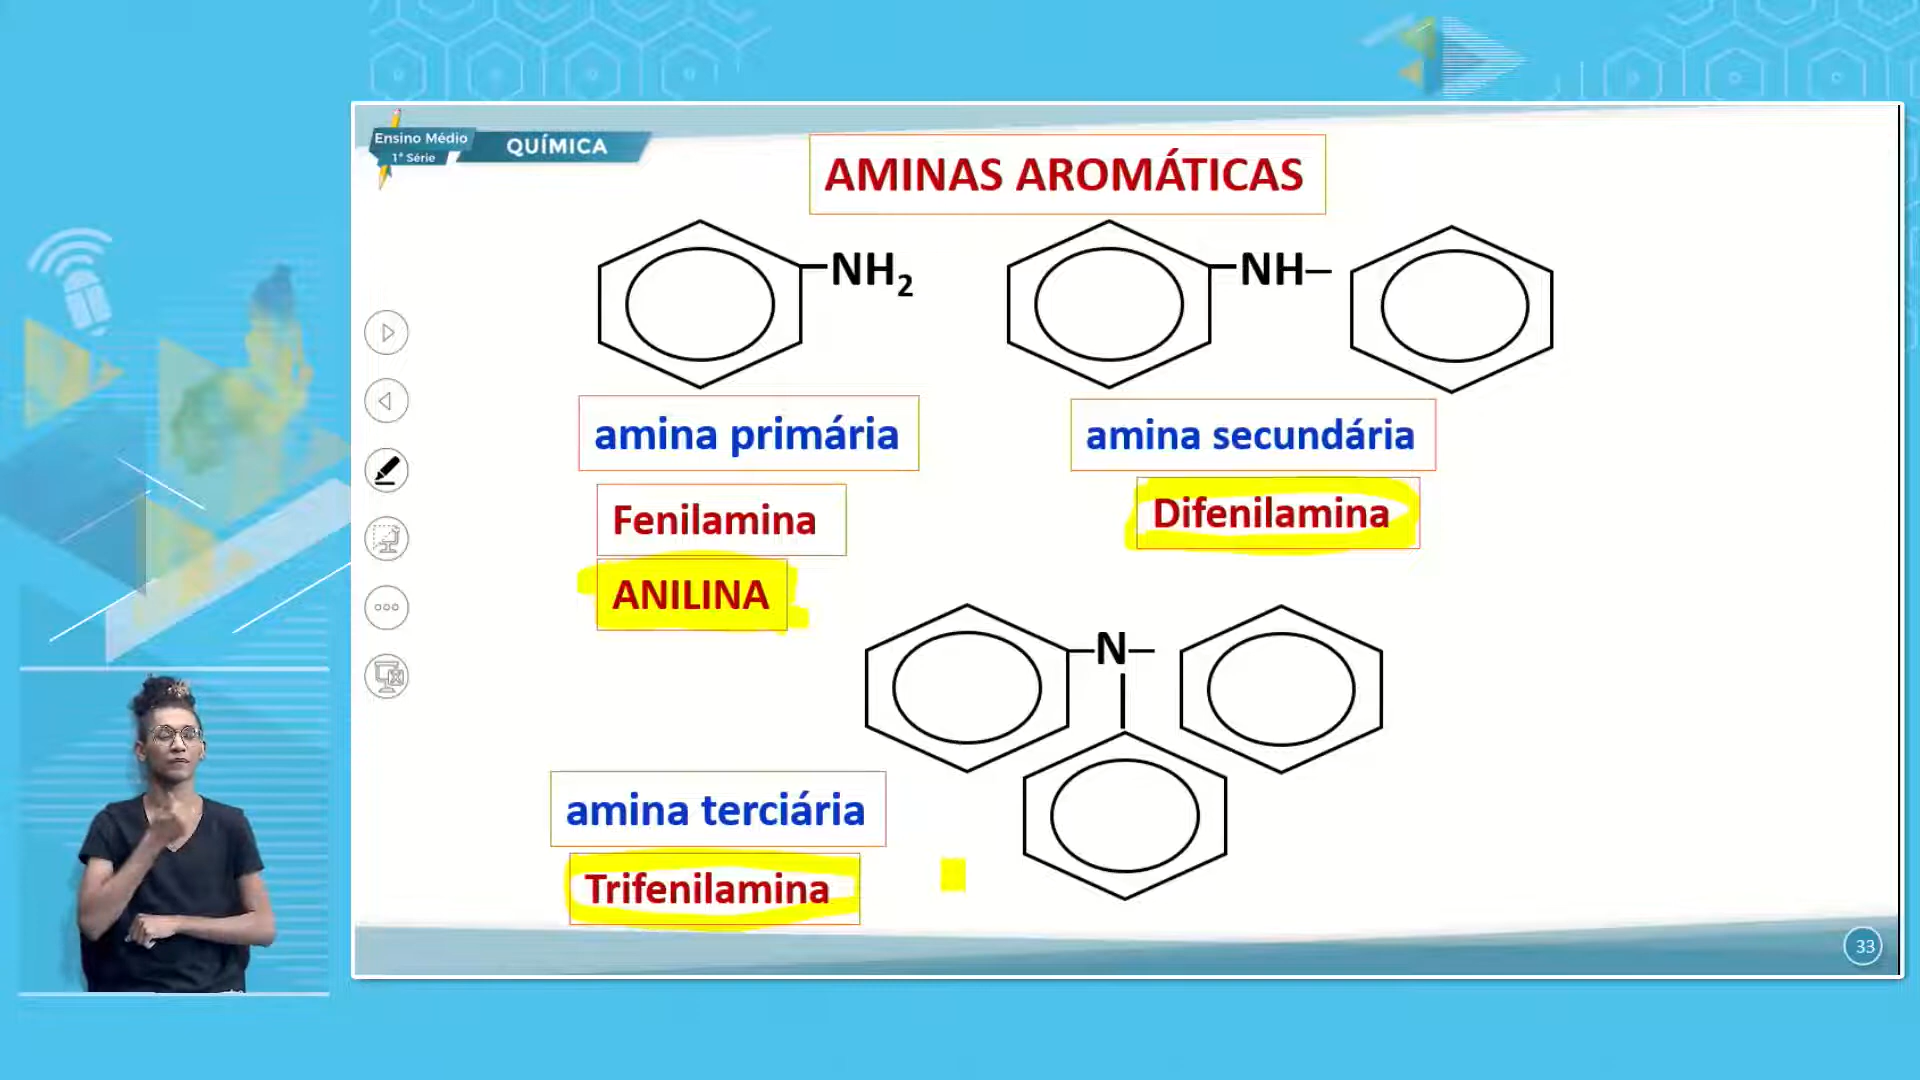 Ensino Médio
1ª Série
QUÍMICA
AMINAS AROMÁTICAS
NH2
NH
amina primária
amina secundária
Fenilamina
Difenilamina
ANILINA
N
amina terciária
Trifenilamina
33